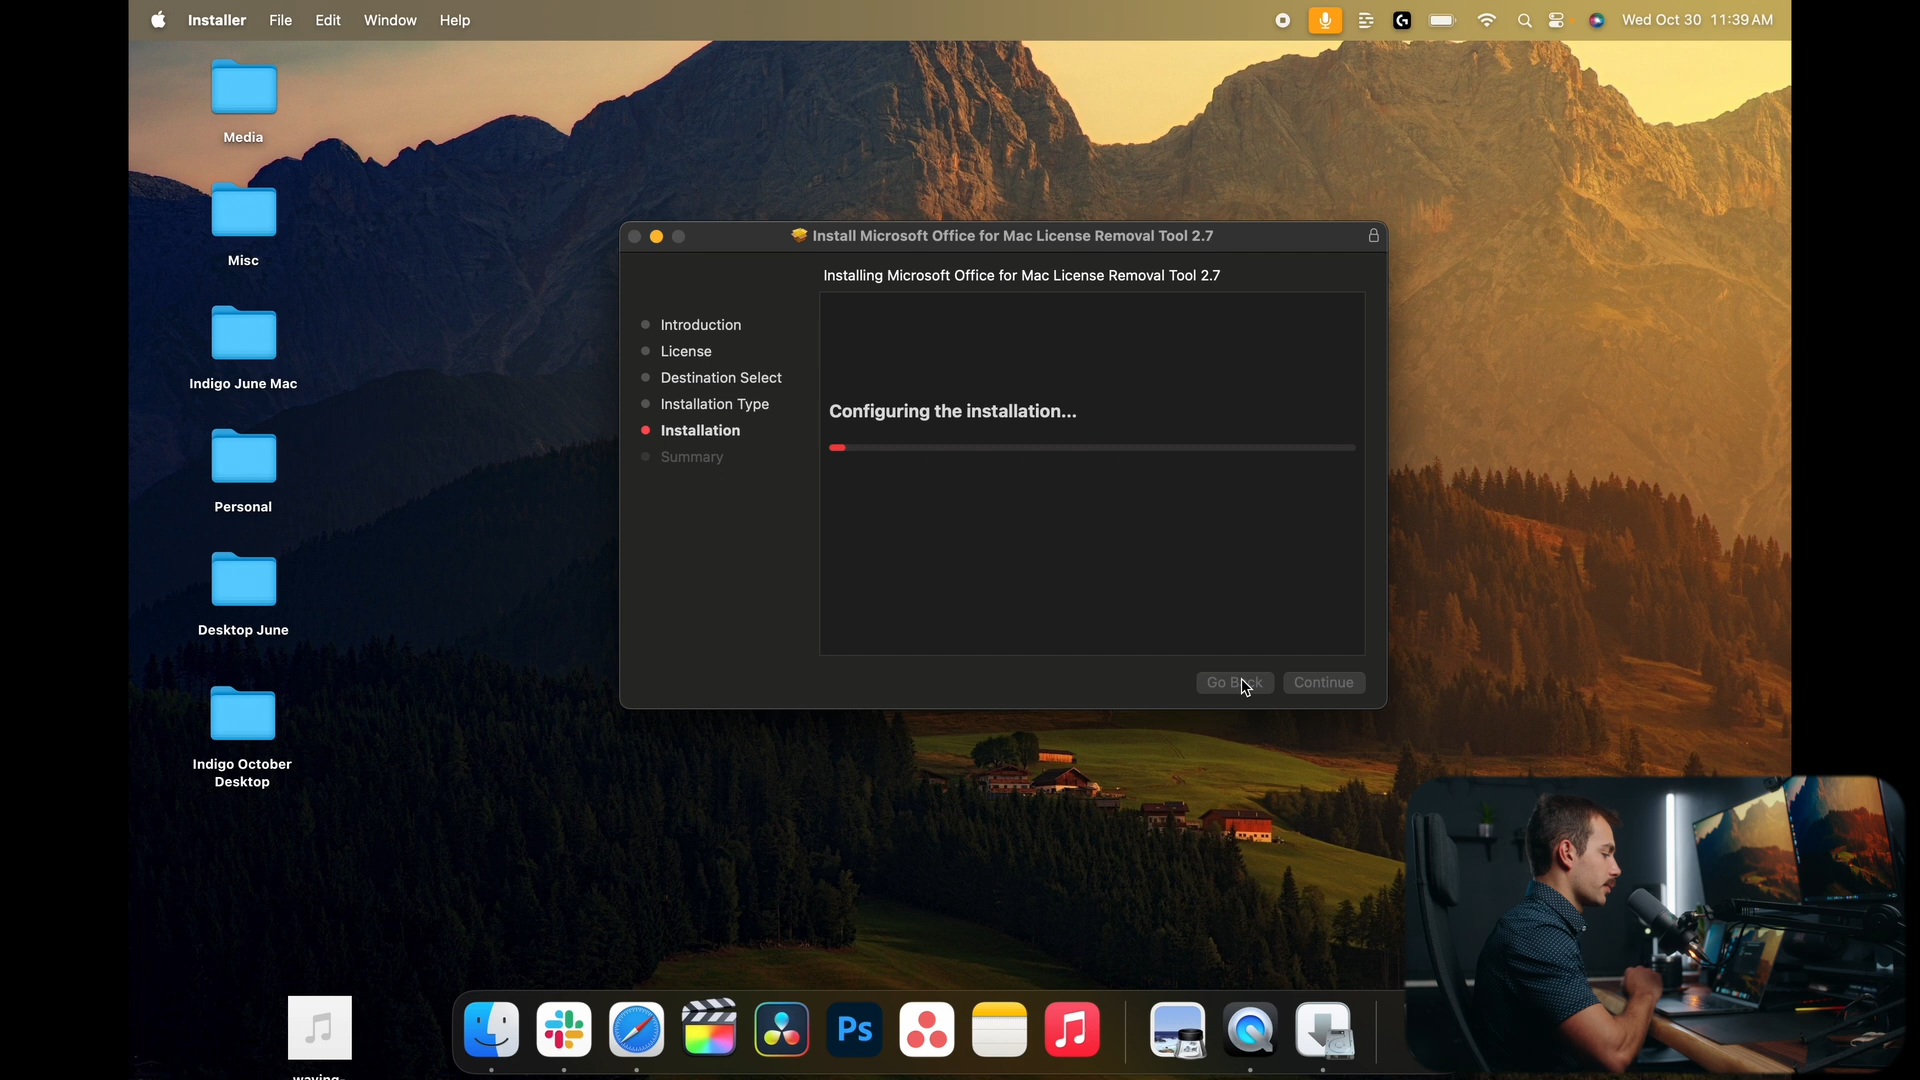 Installer File Edit Window Help
Wed Oct 30 11:39 AM
Media
Misc
Indigo June Mac
Personal
Desktop June
Indigo October
Desktop
Install Microsoft Office for Mac License Removal Tool 2.7
Installing Microsoft Office for Mac License Removal Tool 2.7
Introduction
License
Destination Select
Installation Type
Installation
Summary
Configuring the installation...
Go Back Continue
Ps